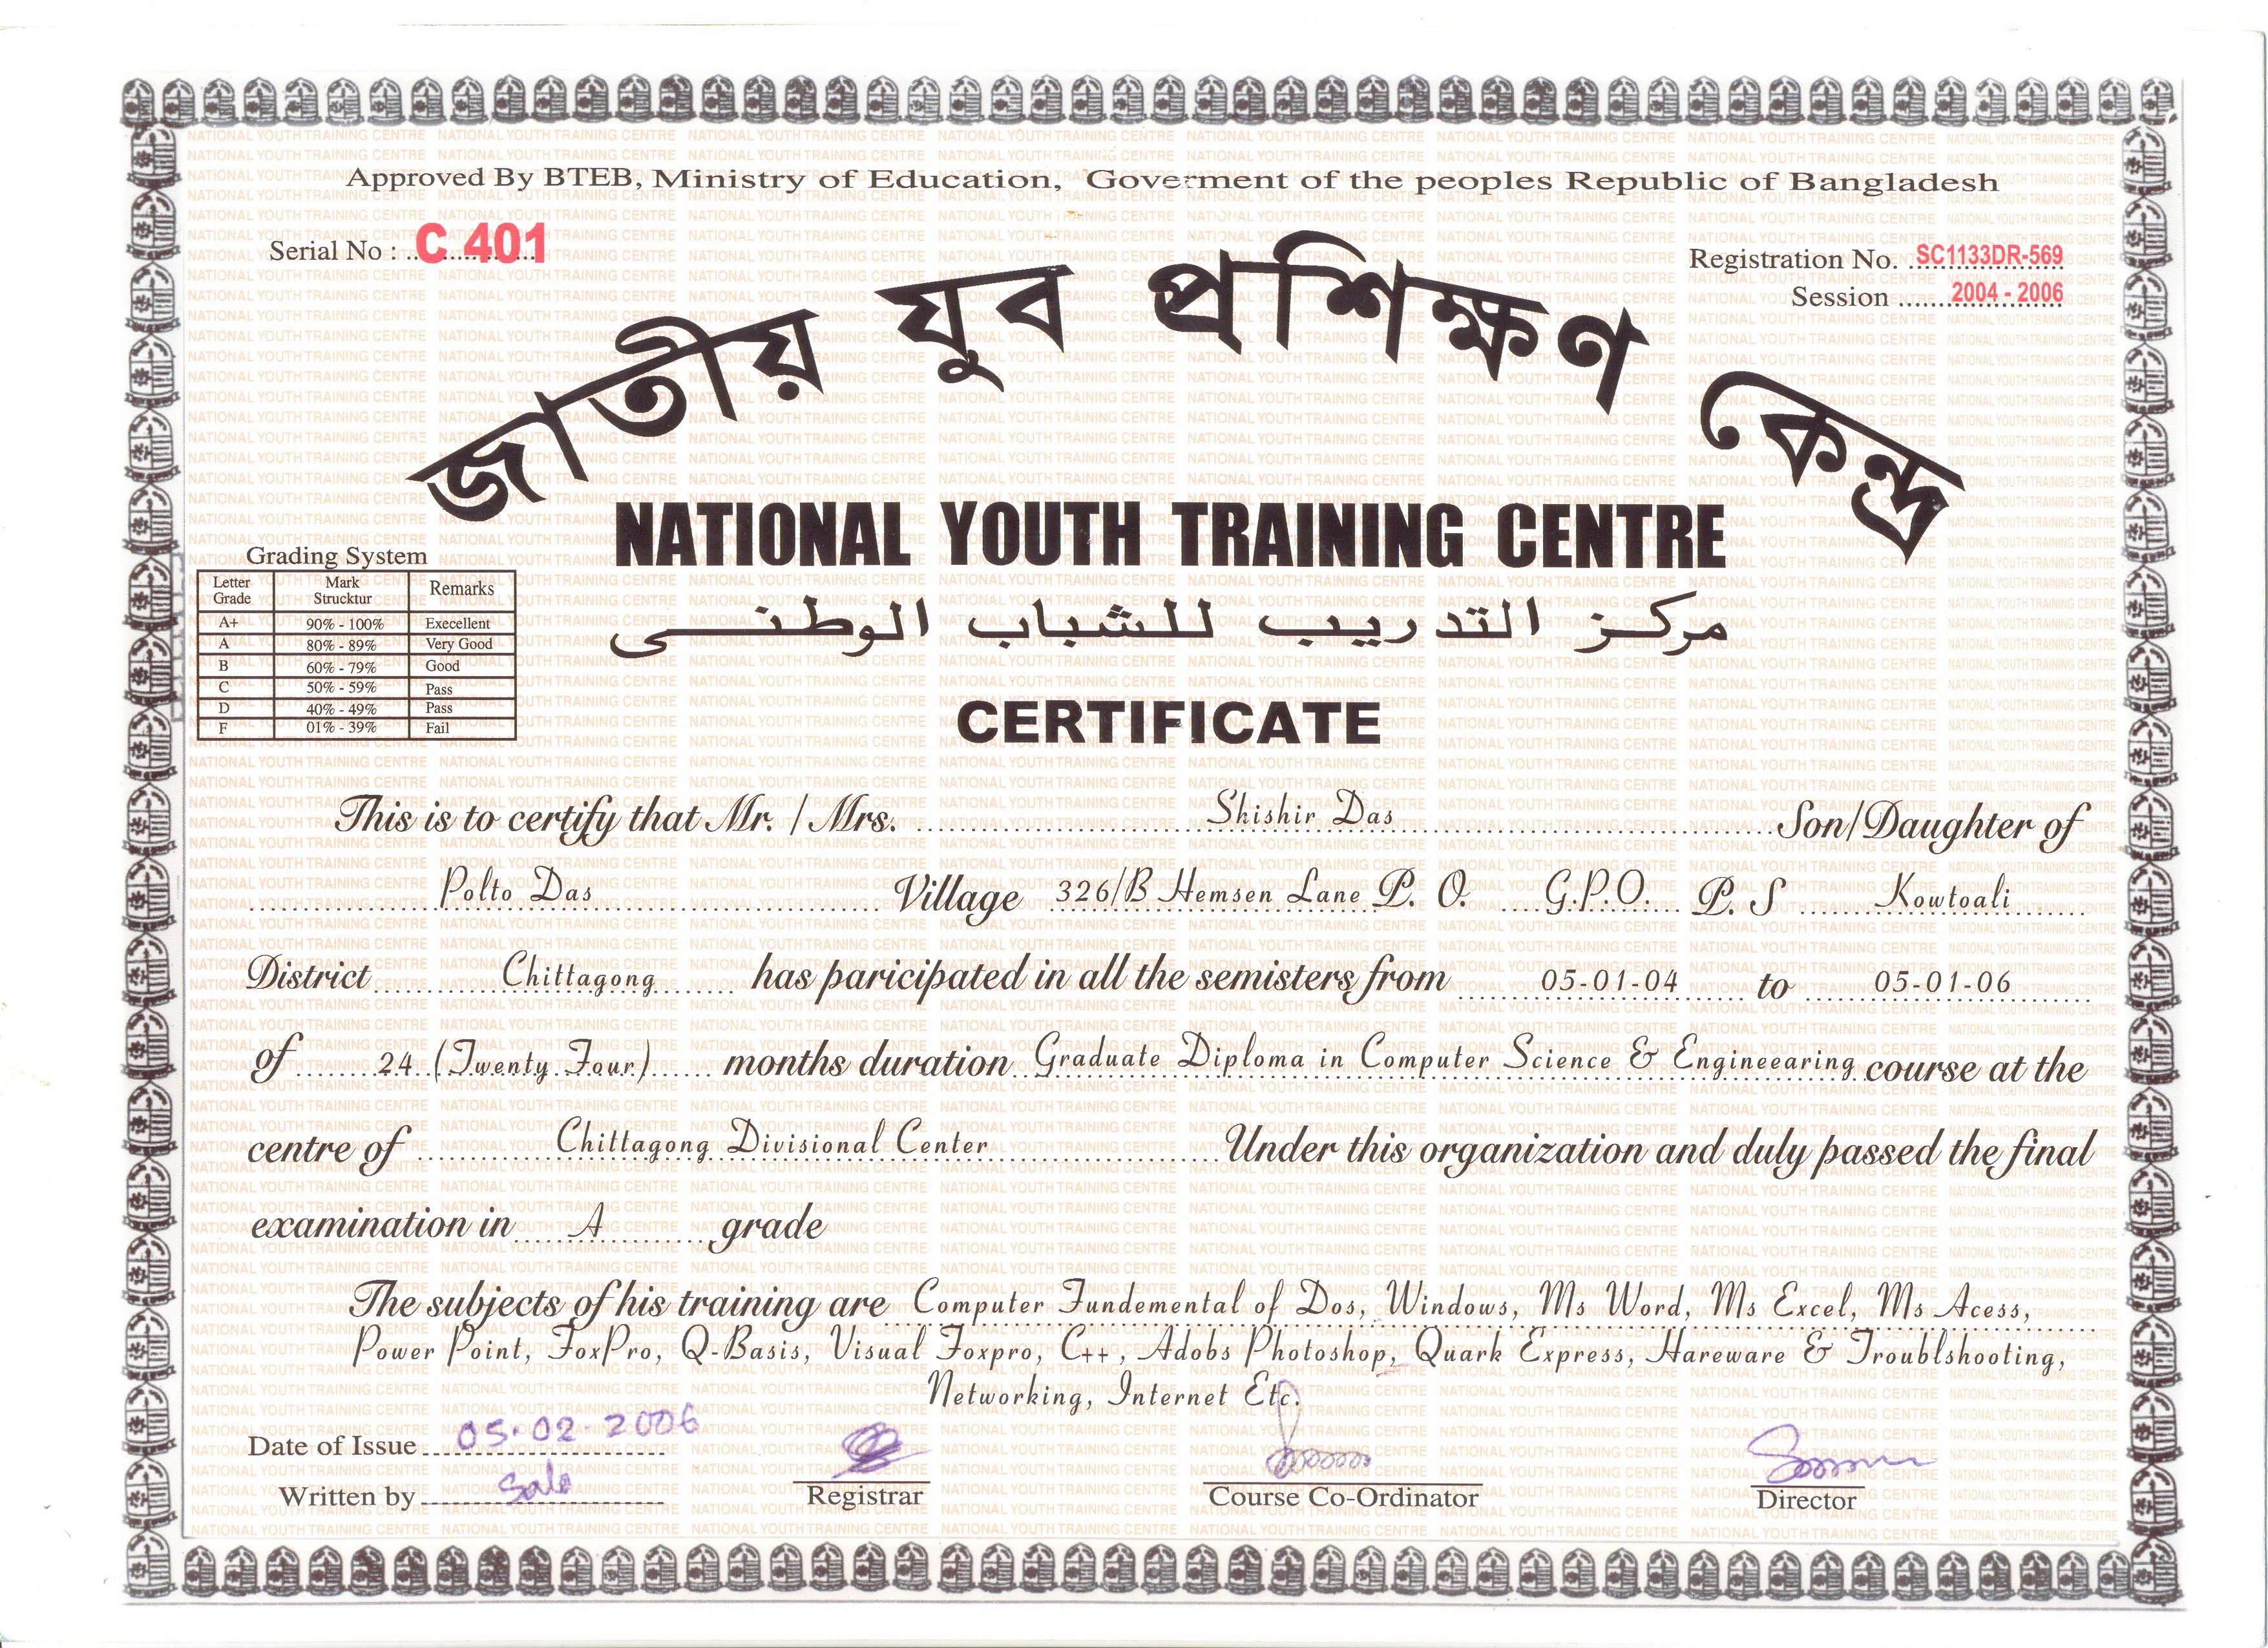 Approved By BTEB, Ministry of Education, Goverment of the peoples Republic of Bangladesh
Serial No : C 401
Registration No. SC1133DR-569
Session 2004 - 2006
জাতীয় যুব প্রশিক্ষণ কেন্দ্র
NATIONAL YOUTH TRAINING CENTRE
مركز التدريب للشباب الوطنى
CERTIFICATE
Grading System
Letter Grade Mark Strucktur Remarks
A+ 90% - 100% Execellent
A 80% - 89% Very Good
B 60% - 79% Good
C 50% - 59% Pass
D 40% - 49% Pass
F 01% - 39% Fail
This is to certify that Mr. / Mrs. Shishir Das Son/Daughter of
Polto Das Village 326/B Hemsen Lane P. O. G.P.O. P. S Kowtoali
District Chittagong has paricipated in all the semisters from 05-01-04 to 05-01-06
of 24 (Twenty Four) months duration Graduate Diploma in Computer Science & Engineearing course at the
centre of Chittagong Divisional Center Under this organization and duly passed the final
examination in A grade
The subjects of his training are Computer Fundemental of Dos, Windows, Ms Word, Ms Excel, Ms Acess,
Power Point, FoxPro, Q-Basis, Visual Foxpro, C++, Adobs Photoshop, Quark Express, Hareware & Troublshooting,
Networking, Internet Etc.
Date of Issue 05.02.2006
Written by
Registrar
Course Co-Ordinator
Director